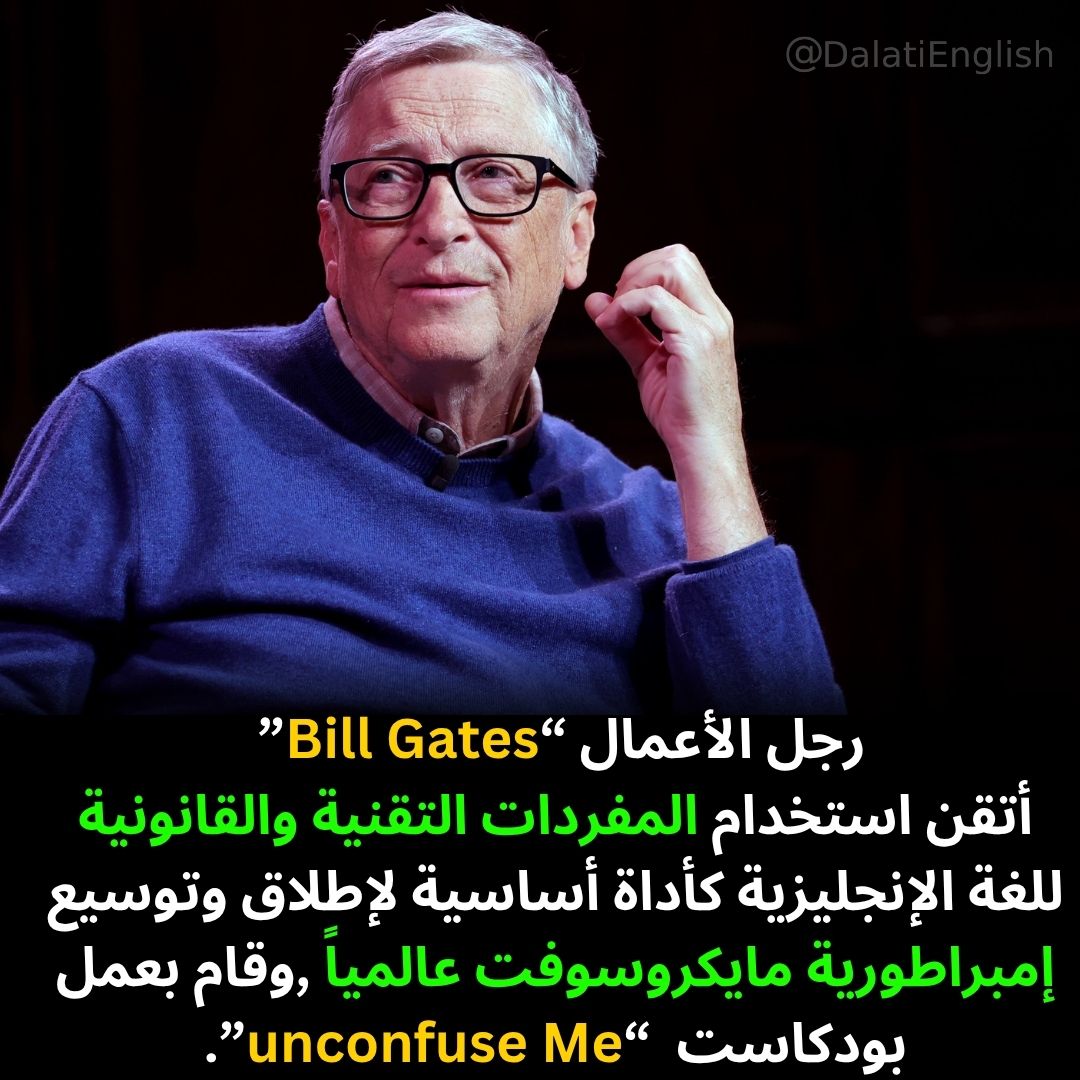 @DalatiEnglish
رجل الأعمال “Bill Gates”
أتقن استخدام المفردات التقنية والقانونية
للغة الإنجليزية كأداة أساسية لإطلاق وتوسيع
إمبراطورية مايكروسوفت عالمياً ,وقام بعمل
بودكاست “unconfuse Me”.